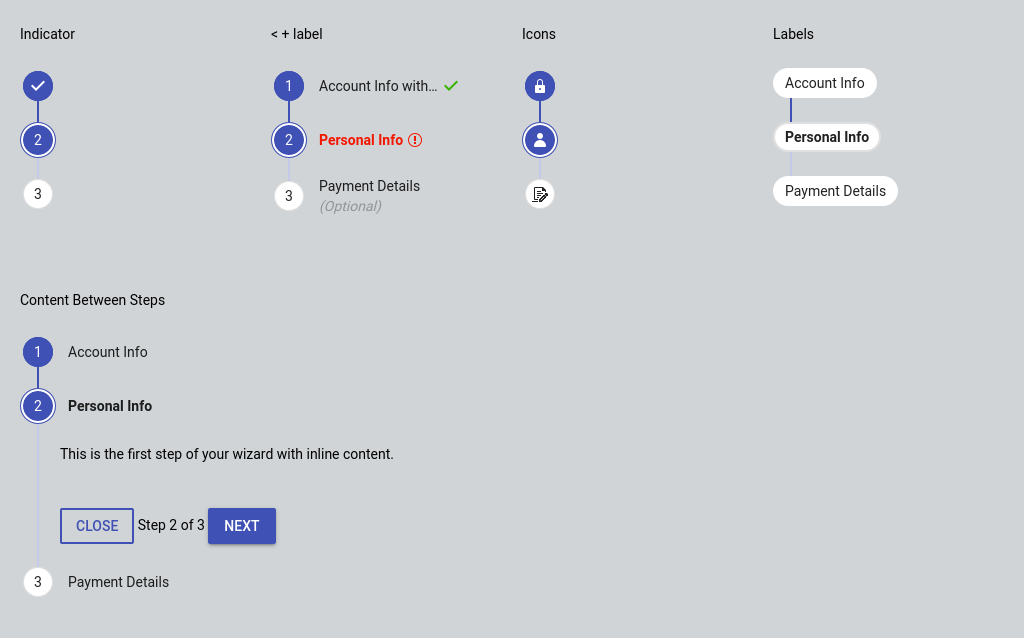 Indicator
< + label
Icons
Labels
1 Account Info with...
Account Info
2
2 Personal Info
Personal Info
3
3 Payment Details
(Optional)
Payment Details
Content Between Steps
1 Account Info
2 Personal Info
This is the first step of your wizard with inline content.
CLOSE Step 2 of 3 NEXT
3 Payment Details